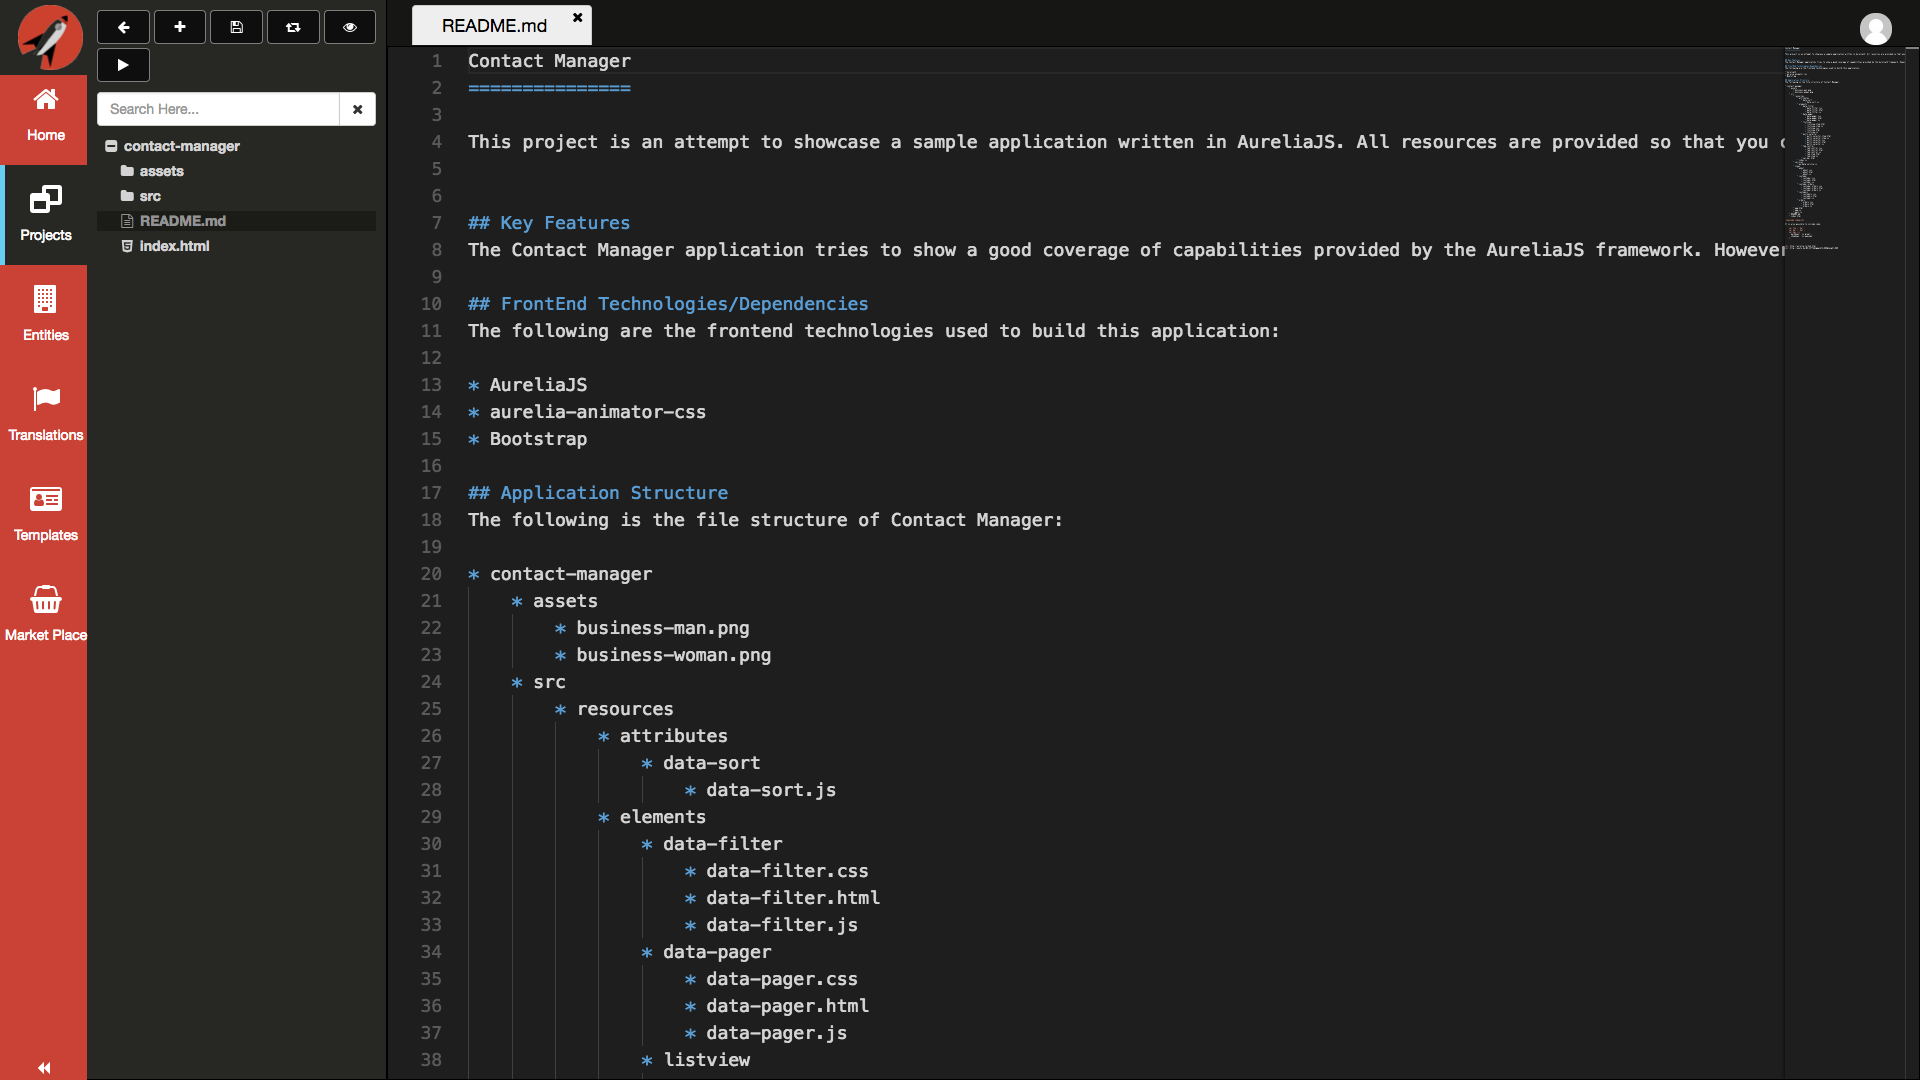 README.md
Search Here...
Home
Projects
Entities
Translations
Templates
Market Place
contact-manager
assets
src
README.md
index.html
1 Contact Manager
2 ===============
3
4 This project is an attempt to showcase a sample application written in AureliaJS. All resources are provided so that you
5
6
7 ## Key Features
8 The Contact Manager application tries to show a good coverage of capabilities provided by the AureliaJS framework. However
9
10 ## FrontEnd Technologies/Dependencies
11 The following are the frontend technologies used to build this application:
12
13 * AureliaJS
14 * aurelia-animator-css
15 * Bootstrap
16
17 ## Application Structure
18 The following is the file structure of Contact Manager:
19
20 * contact-manager
21 * assets
22 * business-man.png
23 * business-woman.png
24 * src
25 * resources
26 * attributes
27 * data-sort
28 * data-sort.js
29 * elements
30 * data-filter
31 * data-filter.css
32 * data-filter.html
33 * data-filter.js
34 * data-pager
35 * data-pager.css
36 * data-pager.html
37 * data-pager.js
38 * listview